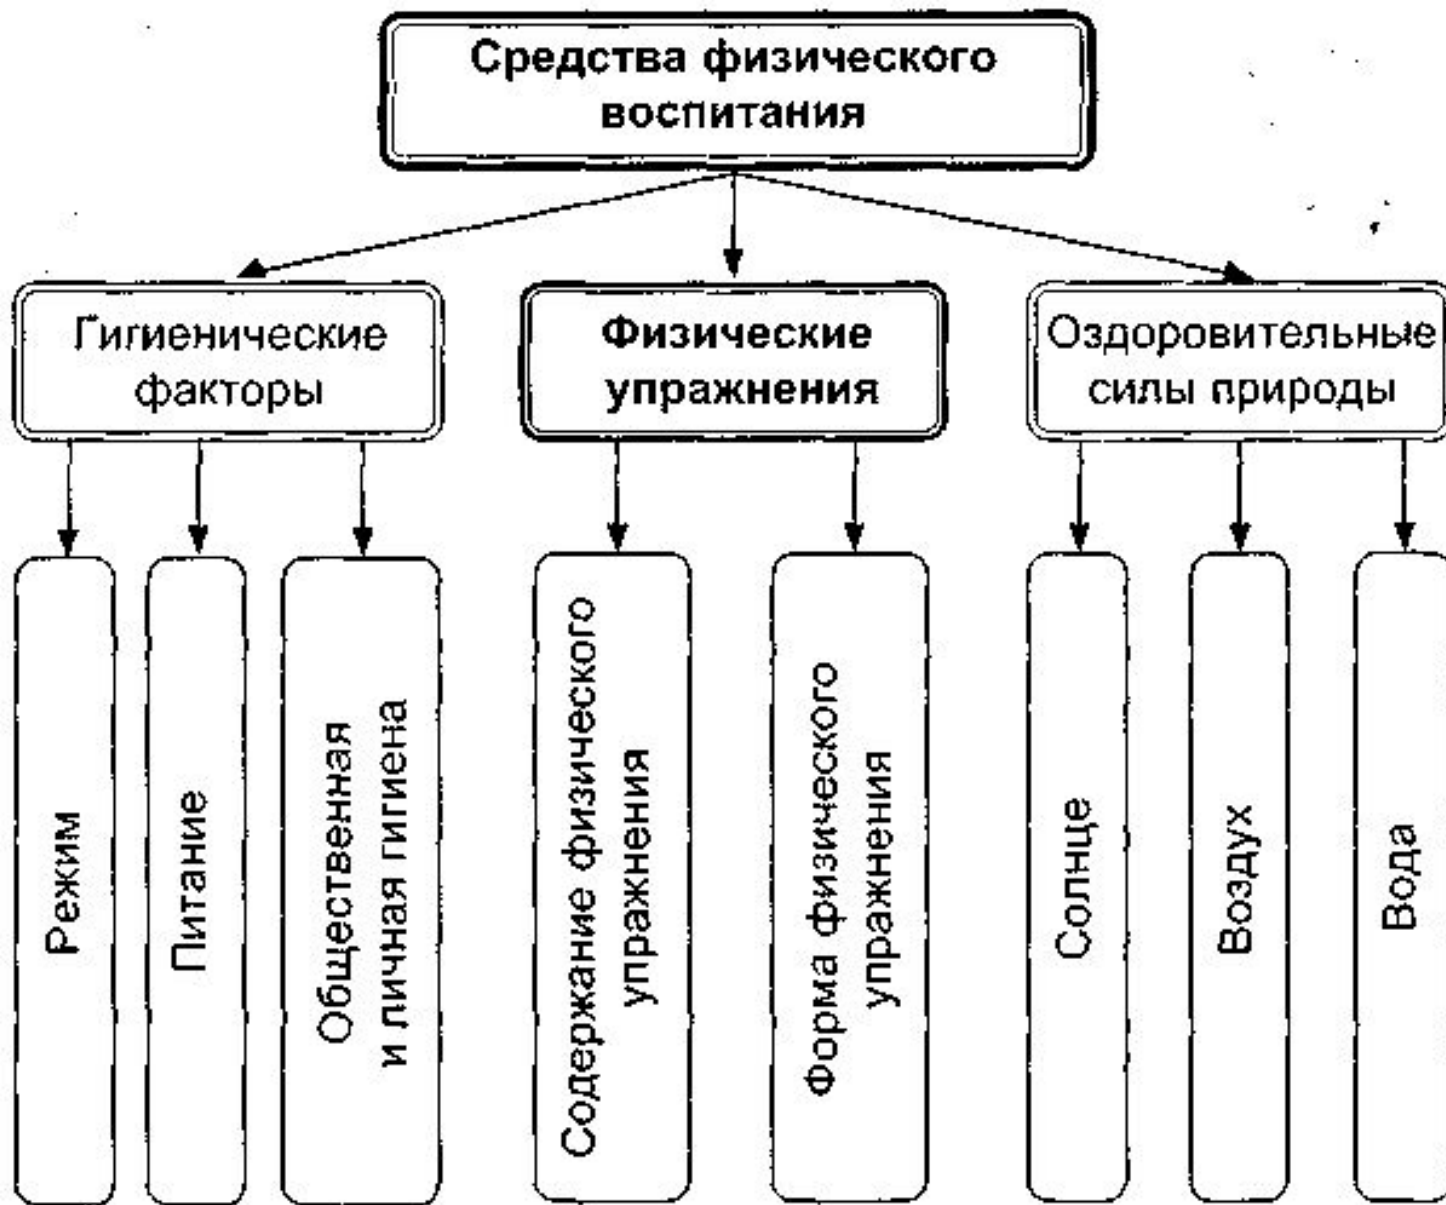 Средства физического
воспитания
Гигиенические
факторы
Физические
упражнения
Оздоровительные
силы природы
Режим
Питание
Общественная
и личная гигиена
Содержание физического
упражнения
Форма физического
упражнения
Солнце
Воздух
Вода